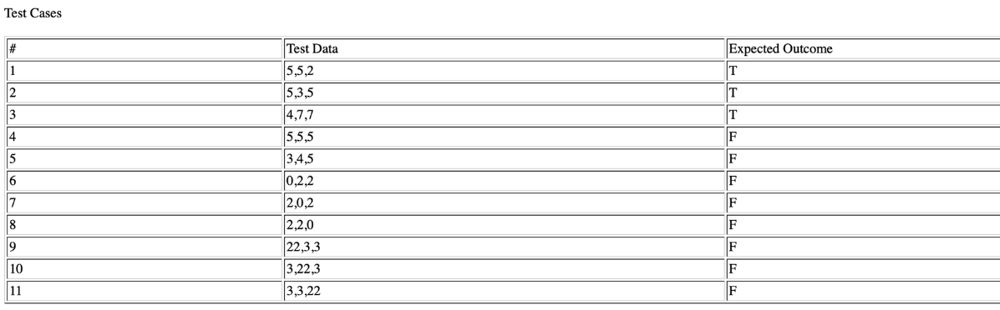 Test Cases
# Test Data Expected Outcome
1 5,5,2 T
2 5,3,5 T
3 4,7,7 T
4 5,5,5 F
5 3,4,5 F
6 0,2,2 F
7 2,0,2 F
8 2,2,0 F
9 22,3,3 F
10 3,22,3 F
11 3,3,22 F